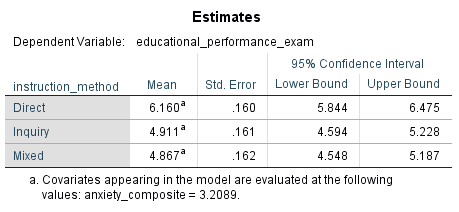 Estimates
Dependent Variable: educational_performance_exam
95% Confidence Interval
instruction_method Mean Std. Error Lower Bound Upper Bound
Direct 6.160a .160 5.844 6.475
Inquiry 4.911a .161 4.594 5.228
Mixed 4.867a .162 4.548 5.187
a. Covariates appearing in the model are evaluated at the following
values: anxiety_composite = 3.2089.